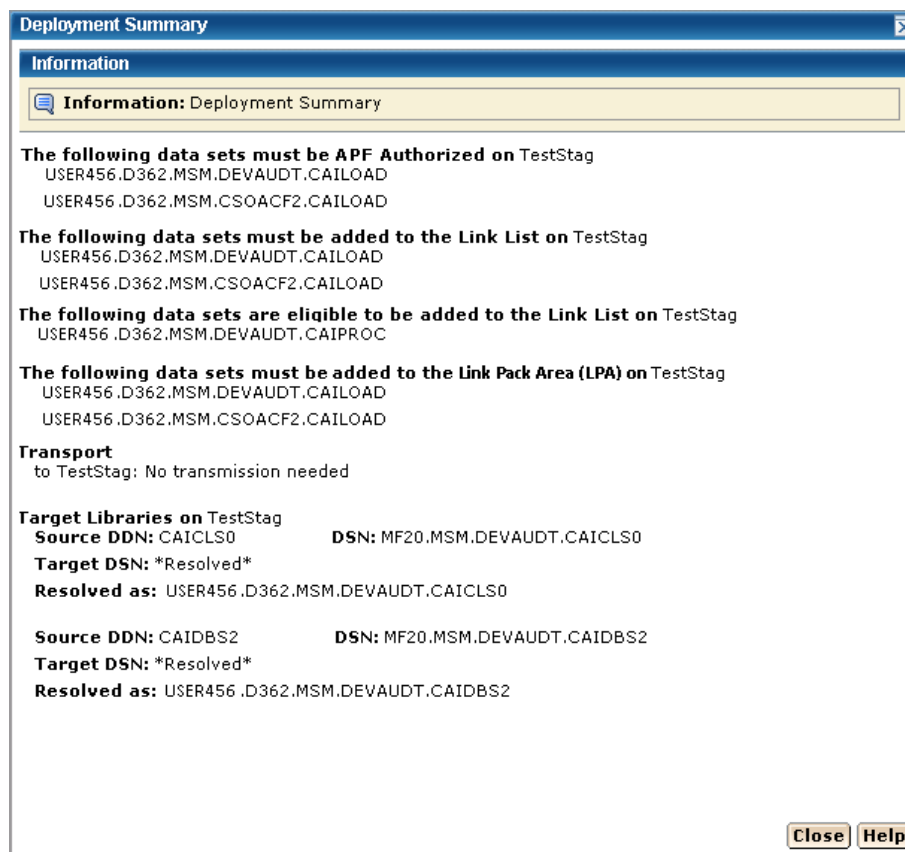 Deployment Summary
Information
Information: Deployment Summary
The following data sets must be APF Authorized on TestStag
USER456.D362.MSM.DEVAUDT.CAILOAD
USER456.D362.MSM.CSOACF2.CAILOAD
The following data sets must be added to the Link List on TestStag
USER456.D362.MSM.DEVAUDT.CAILOAD
USER456.D362.MSM.CSOACF2.CAILOAD
The following data sets are eligible to be added to the Link List on TestStag
USER456.D362.MSM.DEVAUDT.CAIPROC
The following data sets must be added to the Link Pack Area (LPA) on TestStag
USER456.D362.MSM.DEVAUDT.CAILOAD
USER456.D362.MSM.CSOACF2.CAILOAD
Transport
to TestStag: No transmission needed
Target Libraries on TestStag
Source DDN: CAICLS0 DSN: MF20.MSM.DEVAUDT.CAICLS0
Target DSN: *Resolved*
Resolved as: USER456.D362.MSM.DEVAUDT.CAICLS0
Source DDN: CAIDBS2 DSN: MF20.MSM.DEVAUDT.CAIDBS2
Target DSN: *Resolved*
Resolved as: USER456.D362.MSM.DEVAUDT.CAIDBS2
Close Help